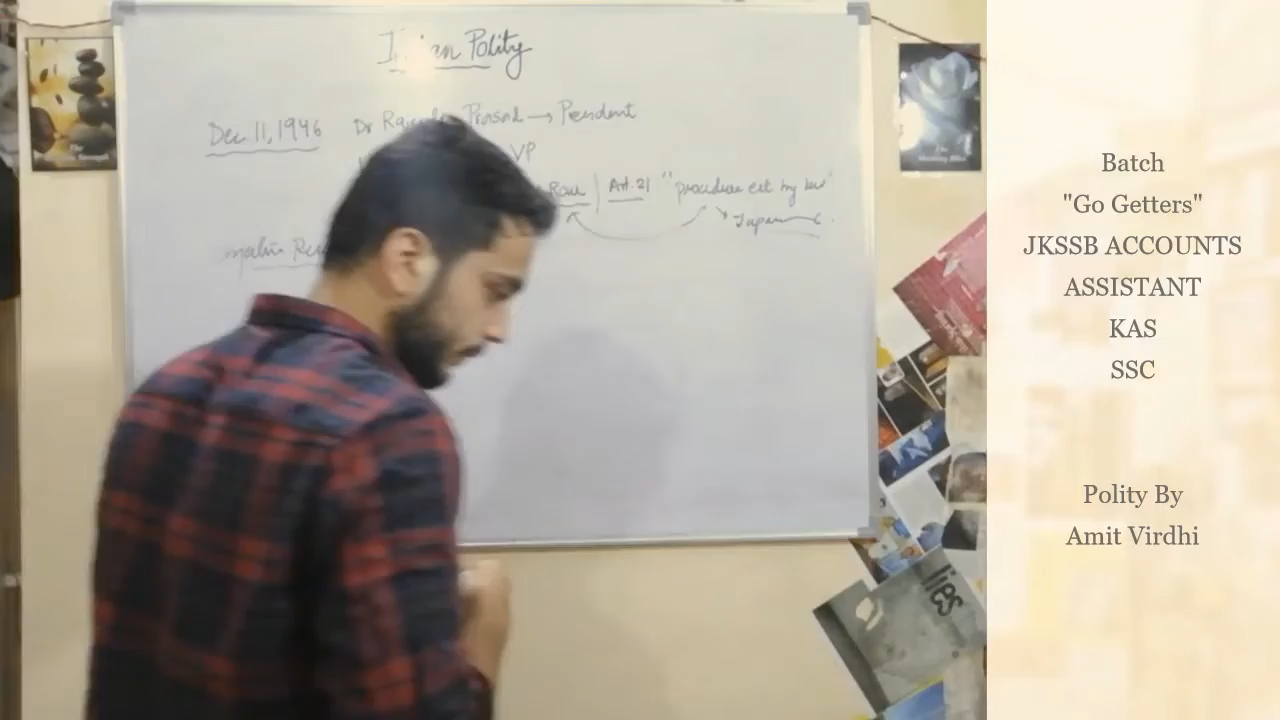 Indian Polity
Dec 11, 1946 Dr Prasad → President
VP
Rau | Art. 21 "procedure est by law"
Japan
Batch
"Go Getters"
JKSSB ACCOUNTS
ASSISTANT
KAS
SSC
Polity By
Amit Virdhi
lies